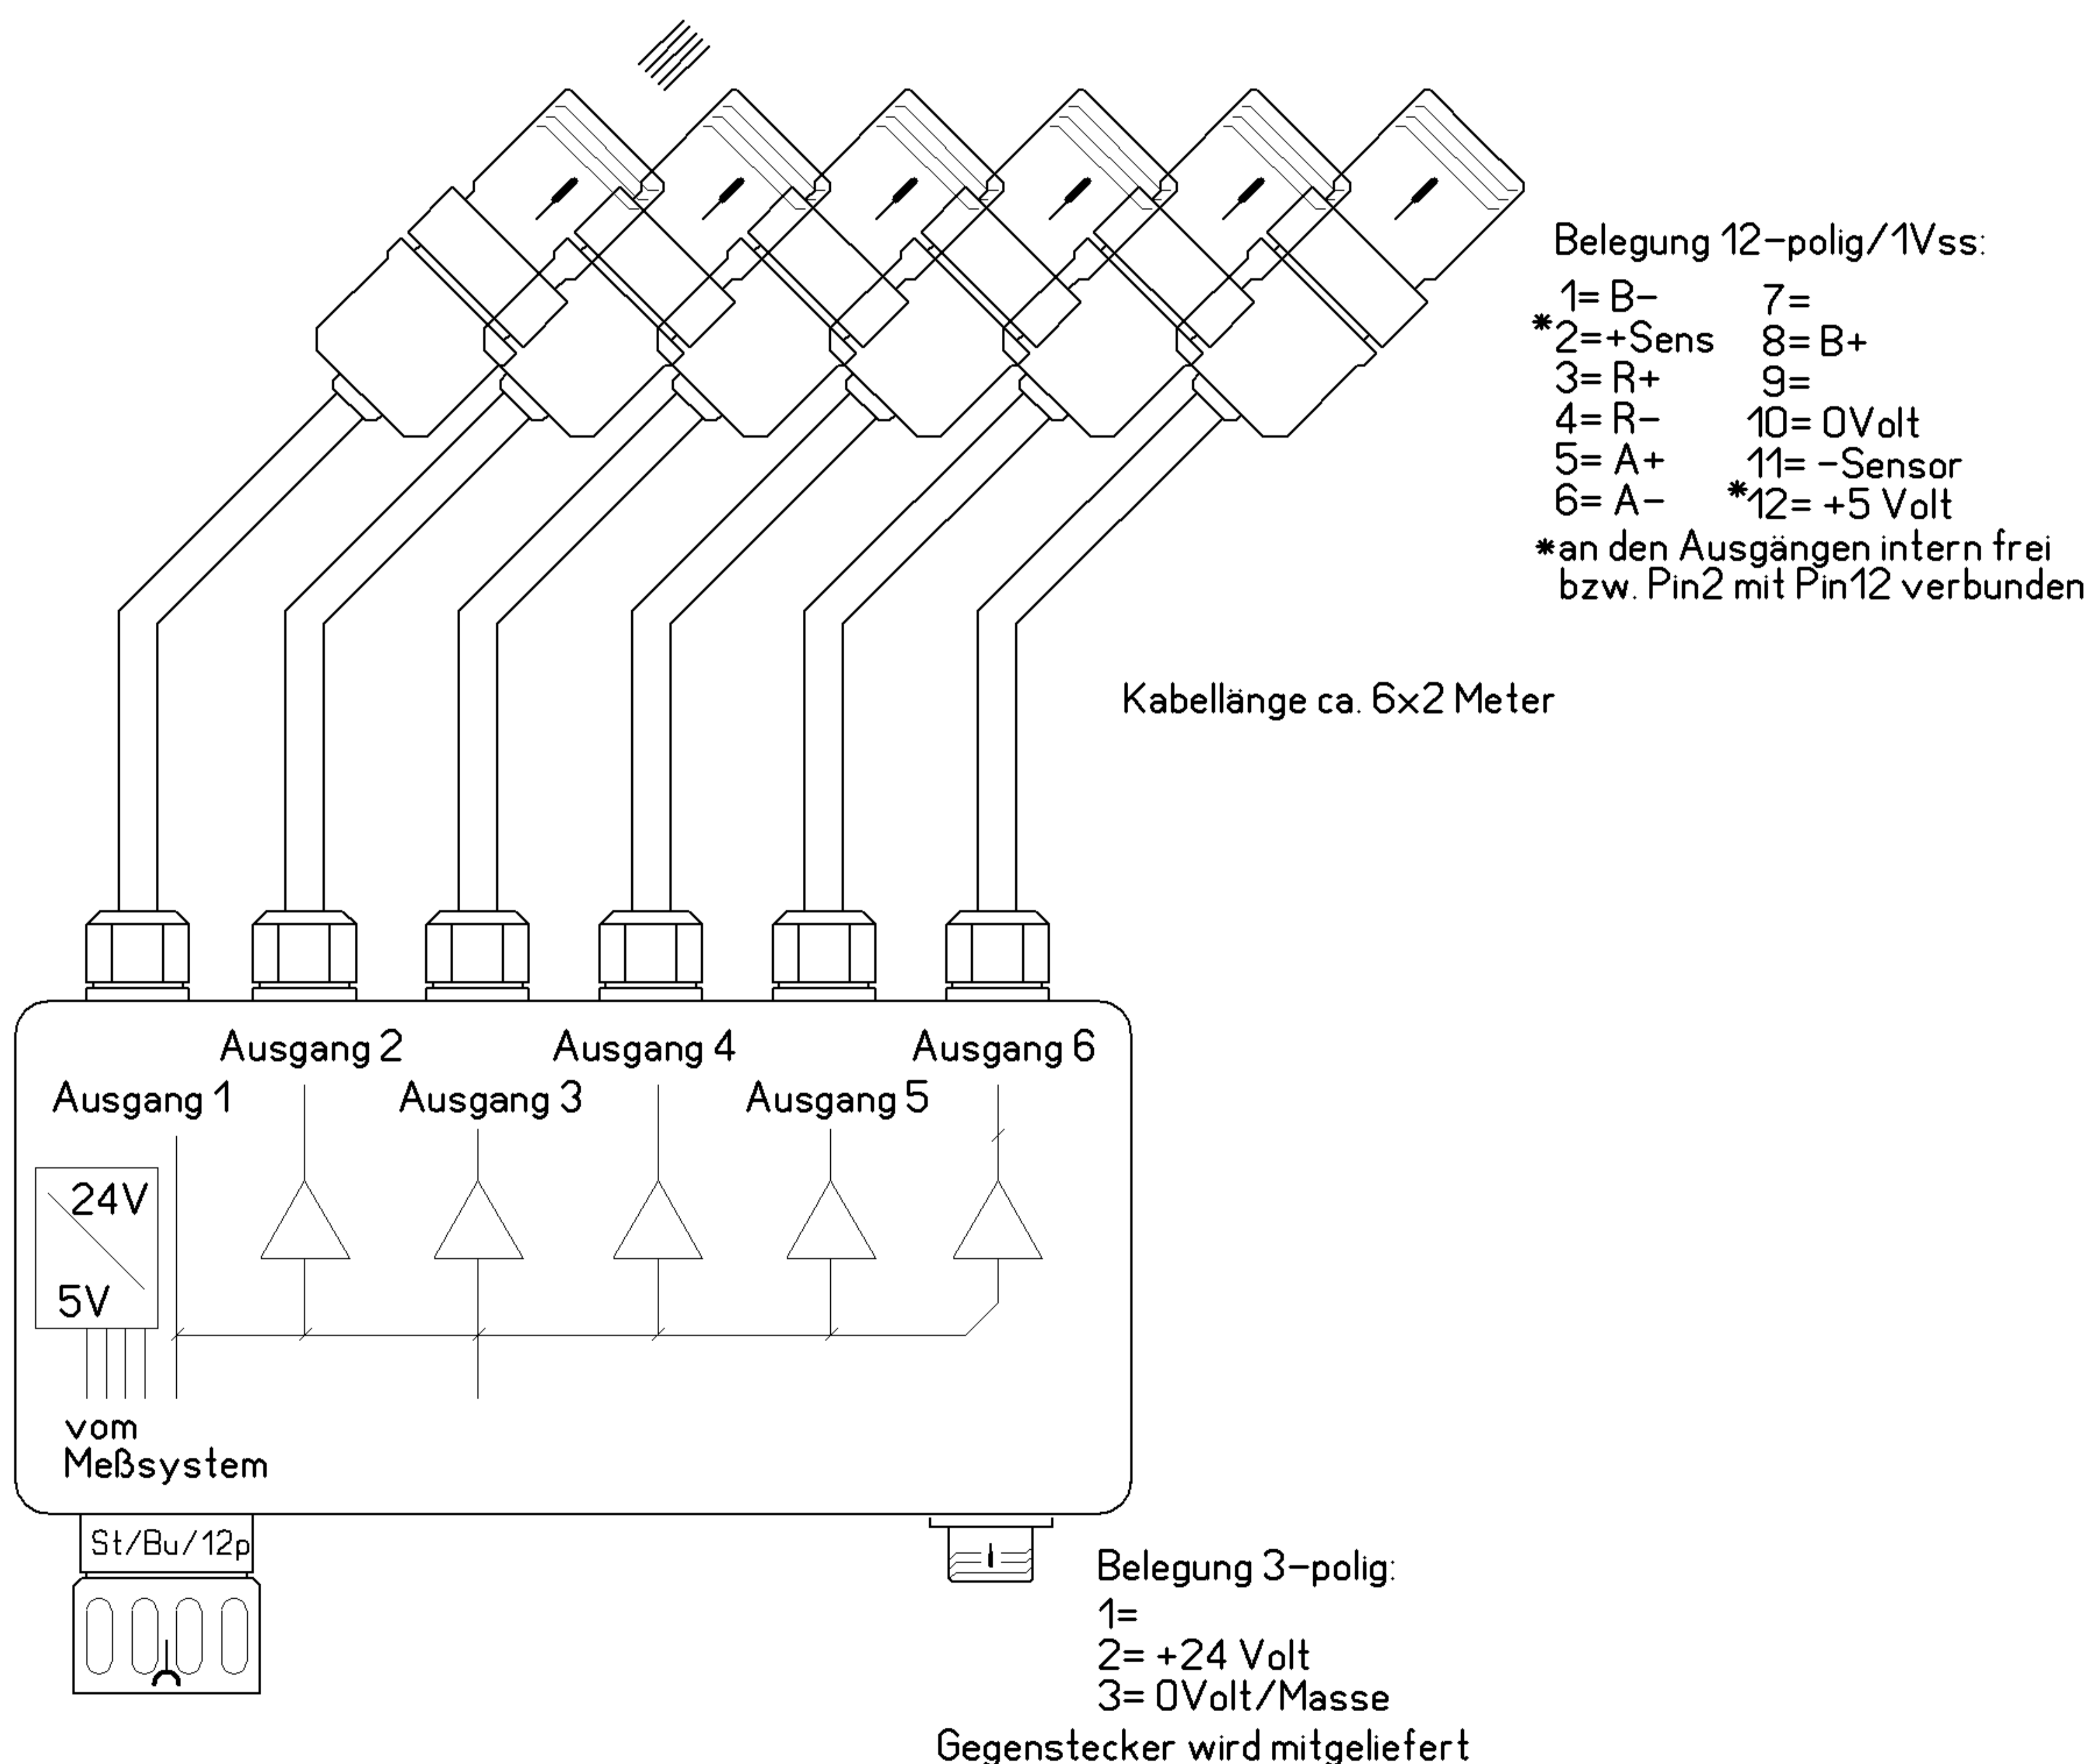 Belegung 12-polig/1Vss:
1= B-
*2=+Sens
3= R+
4= R-
5= A+
6= A-
7=
8= B+
9=
10= 0Volt
11= -Sensor
*12= +5 Volt
*an den Ausgängen intern frei
bzw. Pin2 mit Pin12 verbunden
Kabellänge ca. 6x2 Meter
Ausgang 1
Ausgang 2
Ausgang 3
Ausgang 4
Ausgang 5
Ausgang 6
24V
5V
vom
Meßsystem
St/Bu/12p
Belegung 3-polig:
1=
2= +24 Volt
3= 0Volt/Masse
Gegenstecker wird mitgeliefert